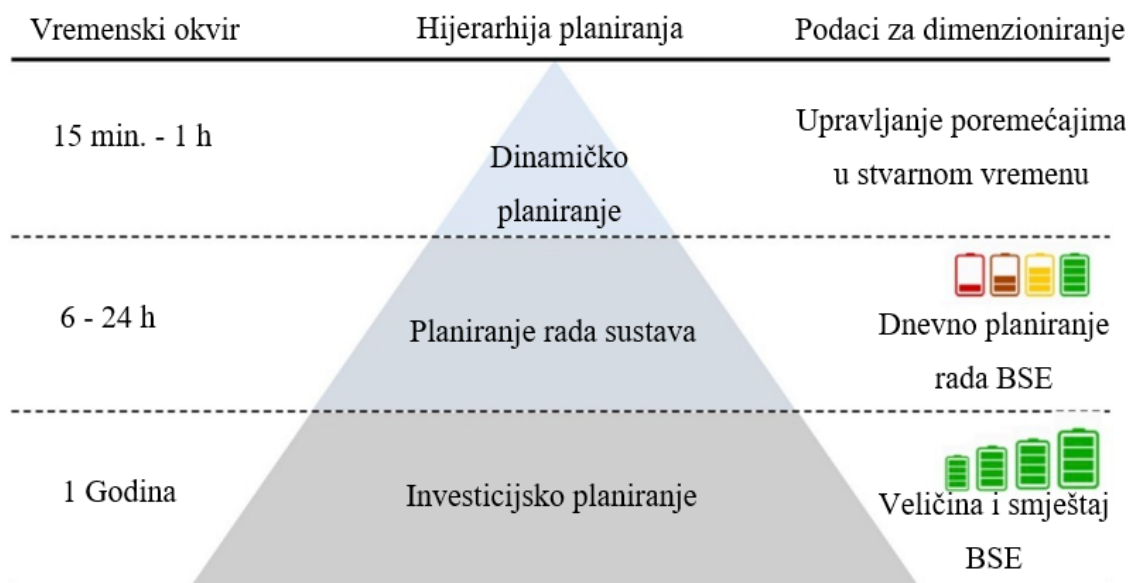 Vremenski okvir
Hijerarhija planiranja
Podaci za dimenzioniranje
15 min. - 1 h
Dinamičko
planiranje
Upravljanje poremećajima
u stvarnom vremenu
6 - 24 h
Planiranje rada sustava
Dnevno planiranje
rada BSE
1 Godina
Investicijsko planiranje
Veličina i smještaj
BSE